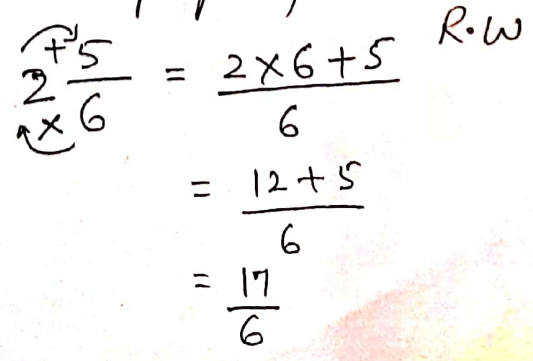 R.W
2 5/6 = (2×6+5)/6
+
×
= (12+5)/6
= 17/6